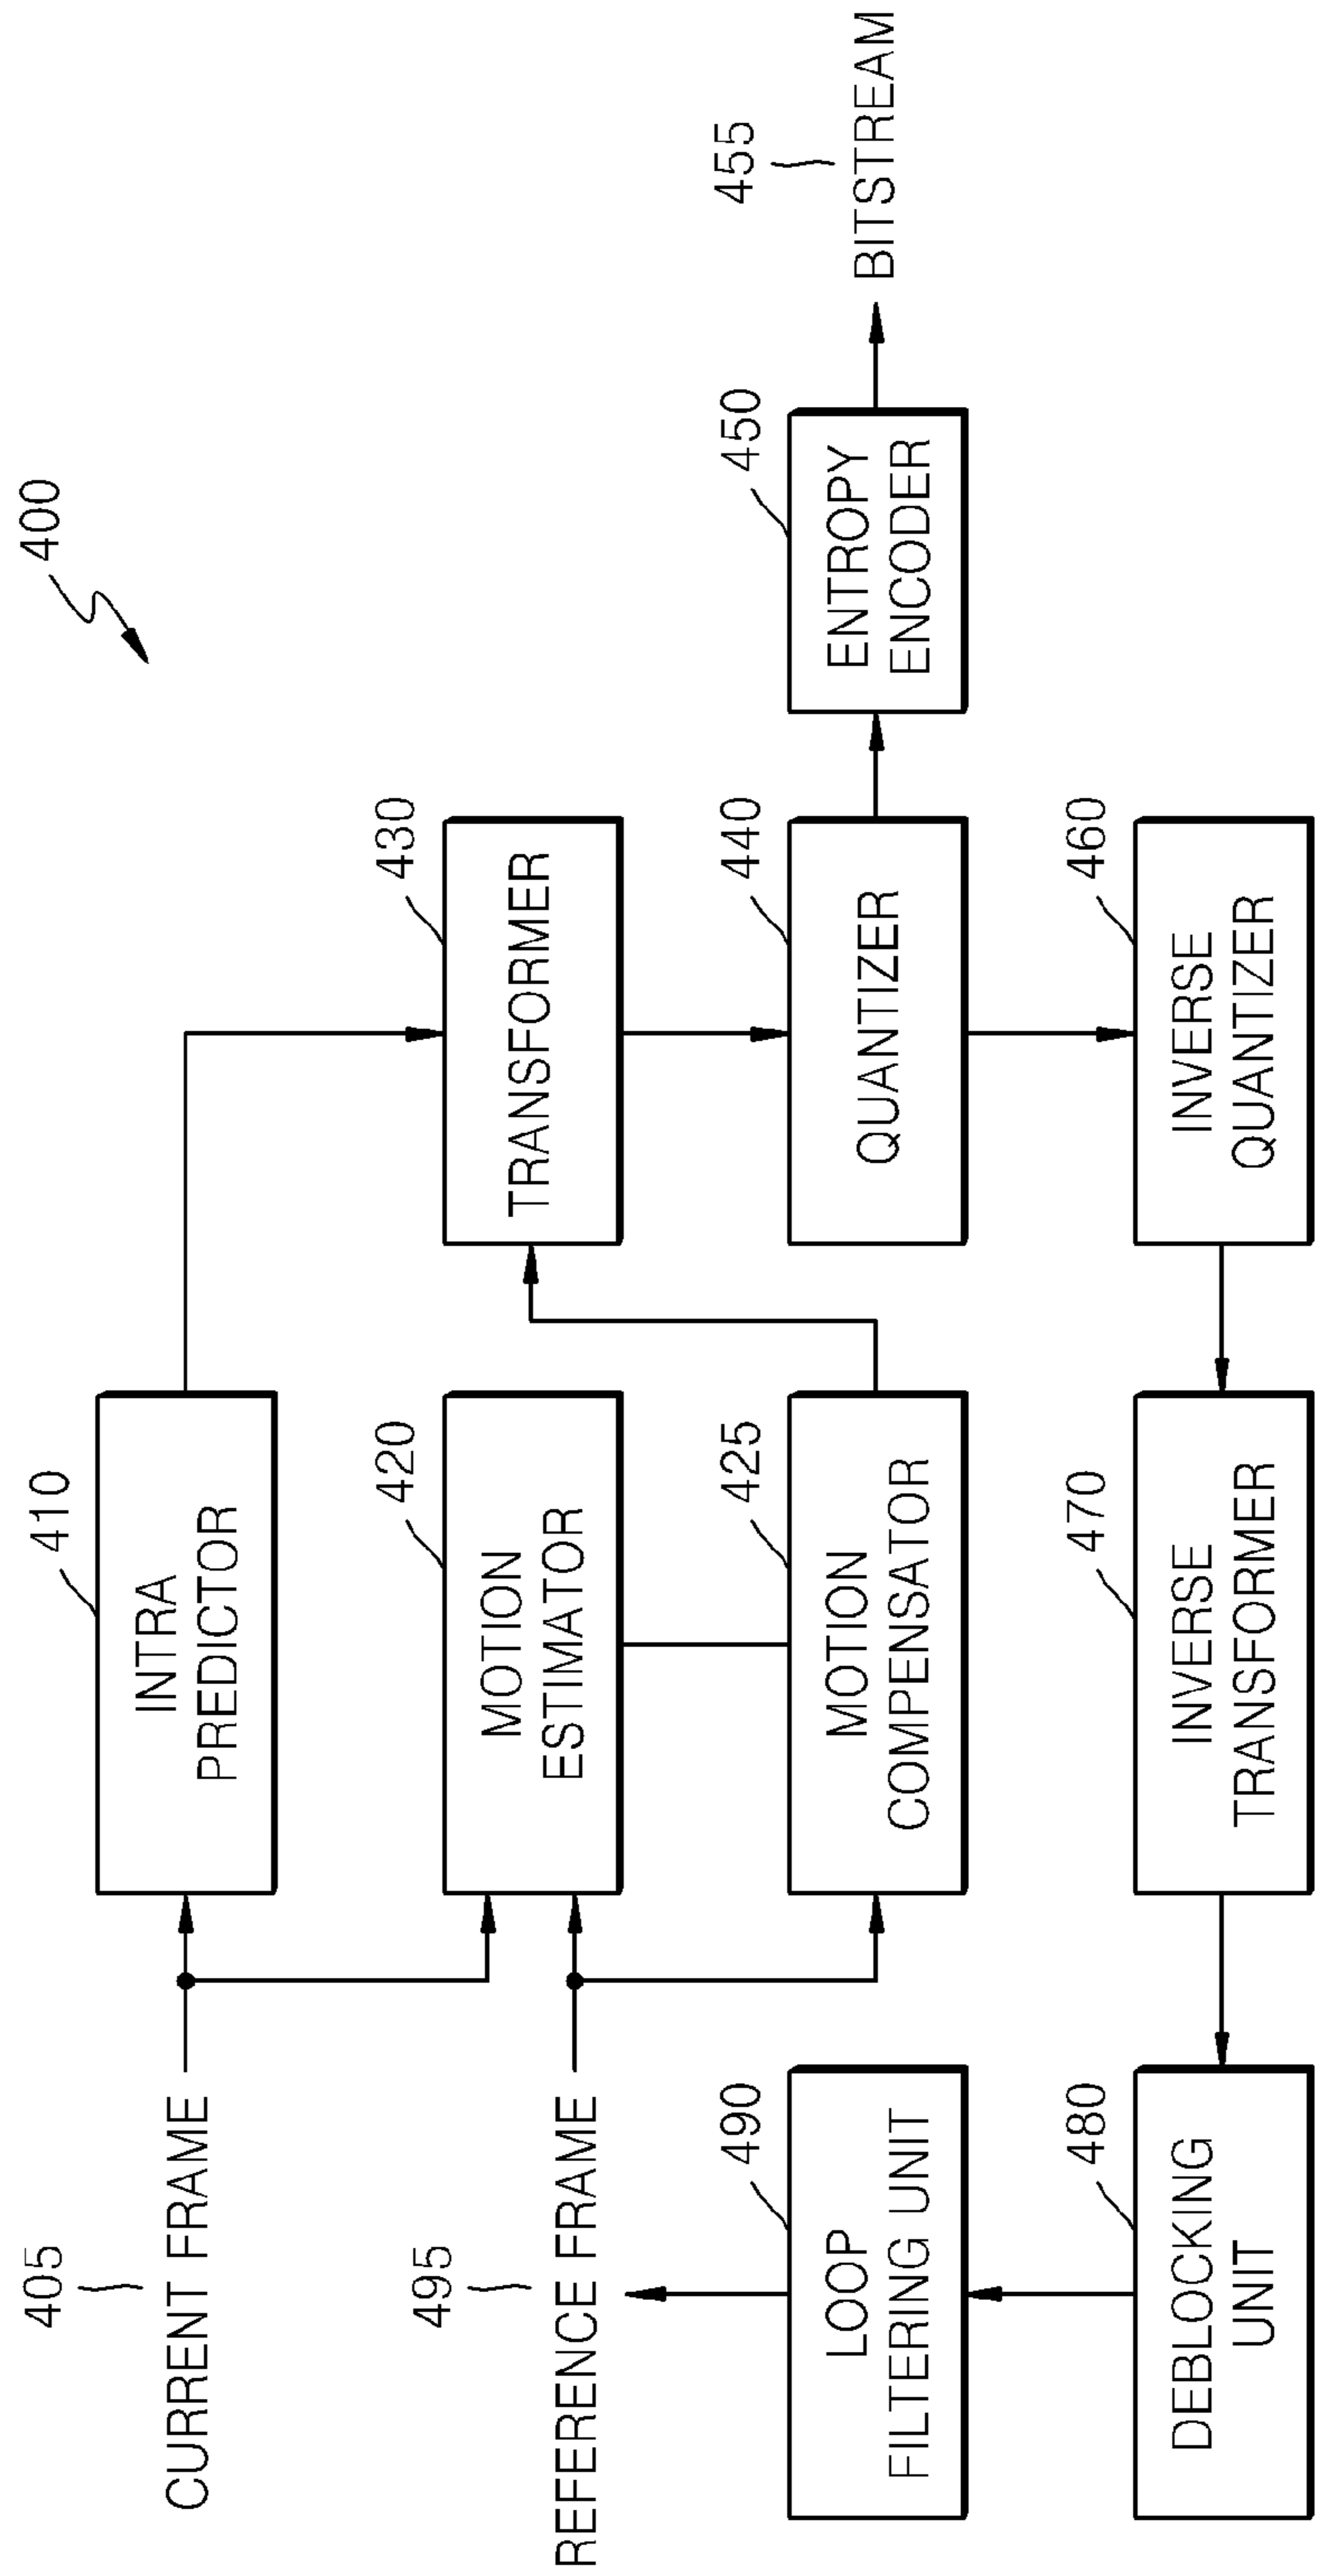 400
405
CURRENT FRAME
410
INTRA
PREDICTOR
495
REFERENCE FRAME
420
MOTION
ESTIMATOR
430
TRANSFORMER
490
LOOP
FILTERING UNIT
425
MOTION
COMPENSATOR
440
QUANTIZER
450
ENTROPY
ENCODER
455
BITSTREAM
480
DEBLOCKING
UNIT
470
INVERSE
TRANSFORMER
460
INVERSE
QUANTIZER